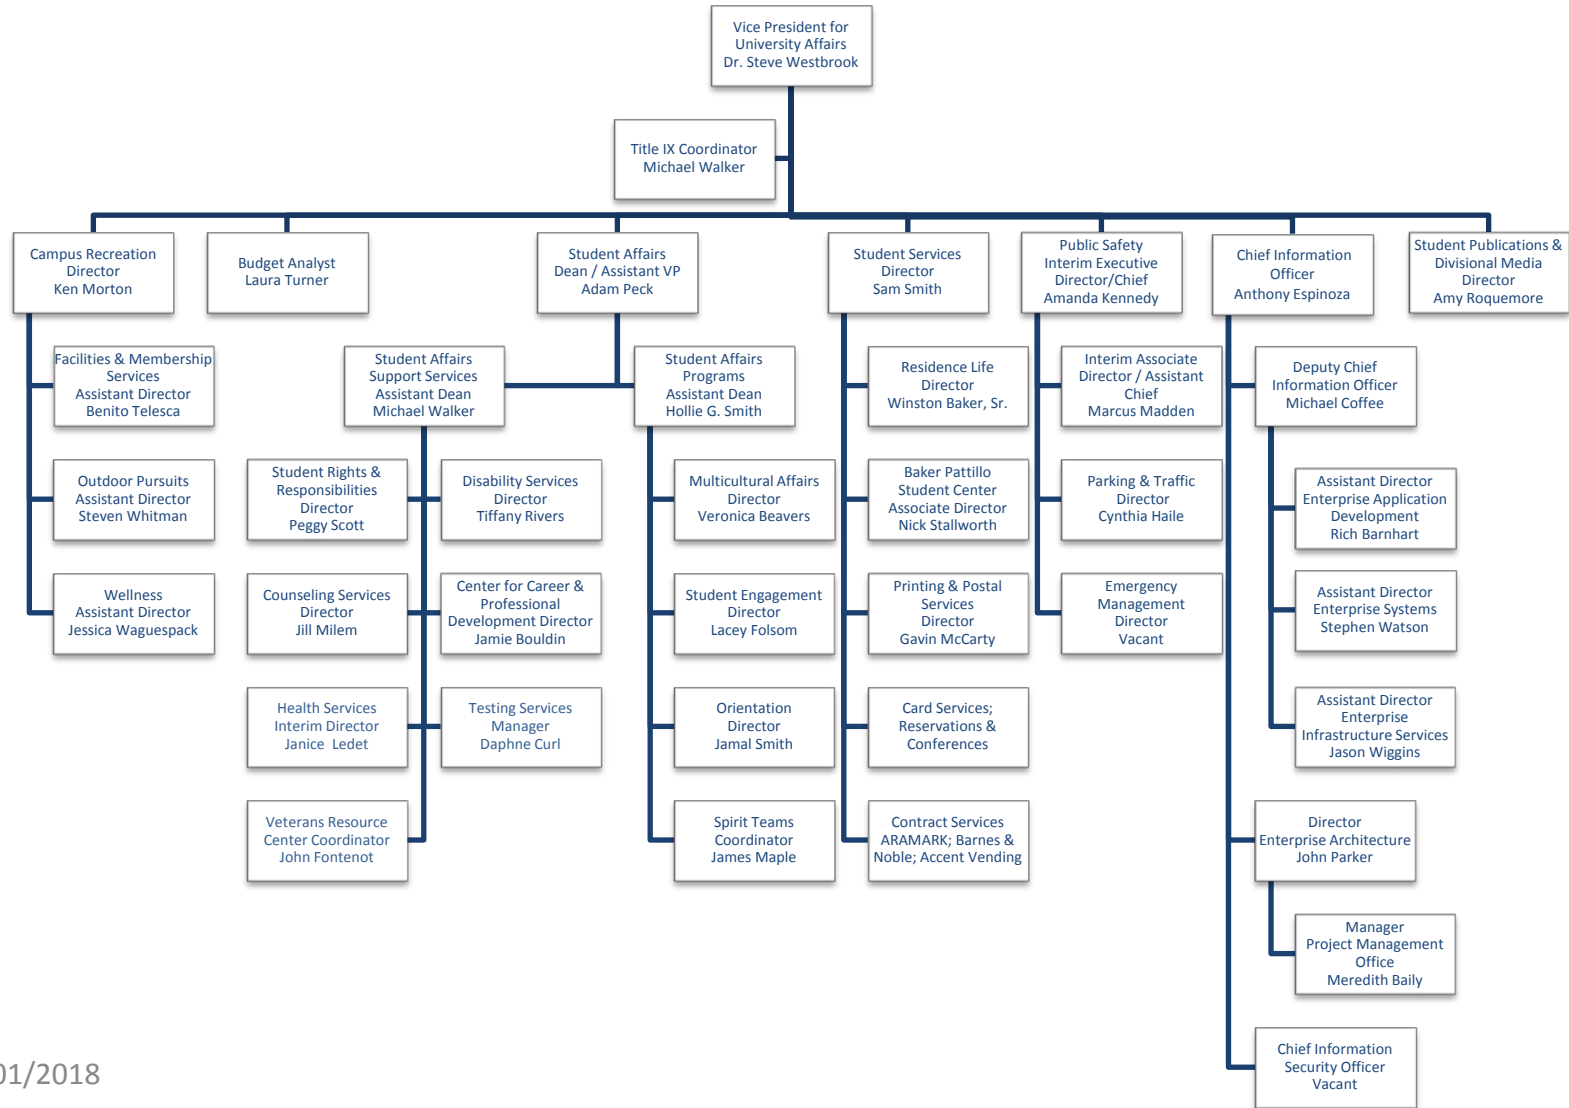 Vice President for
University Affairs
Dr. Steve Westbrook
Title IX Coordinator
Michael Walker
Campus Recreation
Director
Ken Morton
Budget Analyst
Laura Turner
Student Affairs
Dean / Assistant VP
Adam Peck
Student Services
Director
Sam Smith
Public Safety
Interim Executive
Director/Chief
Amanda Kennedy
Chief Information
Officer
Anthony Espinoza
Student Publications &
Divisional Media
Director
Amy Roquemore
Facilities & Membership
Services
Assistant Director
Benito Telesca
Student Affairs
Support Services
Assistant Dean
Michael Walker
Student Affairs
Programs
Assistant Dean
Hollie G. Smith
Residence Life
Director
Winston Baker, Sr.
Interim Associate
Director / Assistant
Chief
Marcus Madden
Deputy Chief
Information Officer
Michael Coffee
Outdoor Pursuits
Assistant Director
Steven Whitman
Student Rights &
Responsibilities
Director
Peggy Scott
Disability Services
Director
Tiffany Rivers
Multicultural Affairs
Director
Veronica Beavers
Baker Pattillo
Student Center
Associate Director
Nick Stallworth
Parking & Traffic
Director
Cynthia Haile
Assistant Director
Enterprise Application
Development
Rich Barnhart
Wellness
Assistant Director
Jessica Waguespack
Counseling Services
Director
Jill Milem
Center for Career &
Professional
Development Director
Jamie Bouldin
Student Engagement
Director
Lacey Folsom
Printing & Postal
Services
Director
Gavin McCarty
Emergency
Management
Director
Vacant
Assistant Director
Enterprise Systems
Stephen Watson
Health Services
Interim Director
Janice Ledet
Testing Services
Manager
Daphne Curl
Orientation
Director
Jamal Smith
Card Services;
Reservations &
Conferences
Assistant Director
Enterprise
Infrastructure Services
Jason Wiggins
Veterans Resource
Center Coordinator
John Fontenot
Spirit Teams
Coordinator
James Maple
Contract Services
ARAMARK; Barnes &
Noble; Accent Vending
Director
Enterprise Architecture
John Parker
Manager
Project Management
Office
Meredith Baily
Chief Information
Security Officer
Vacant
01/2018